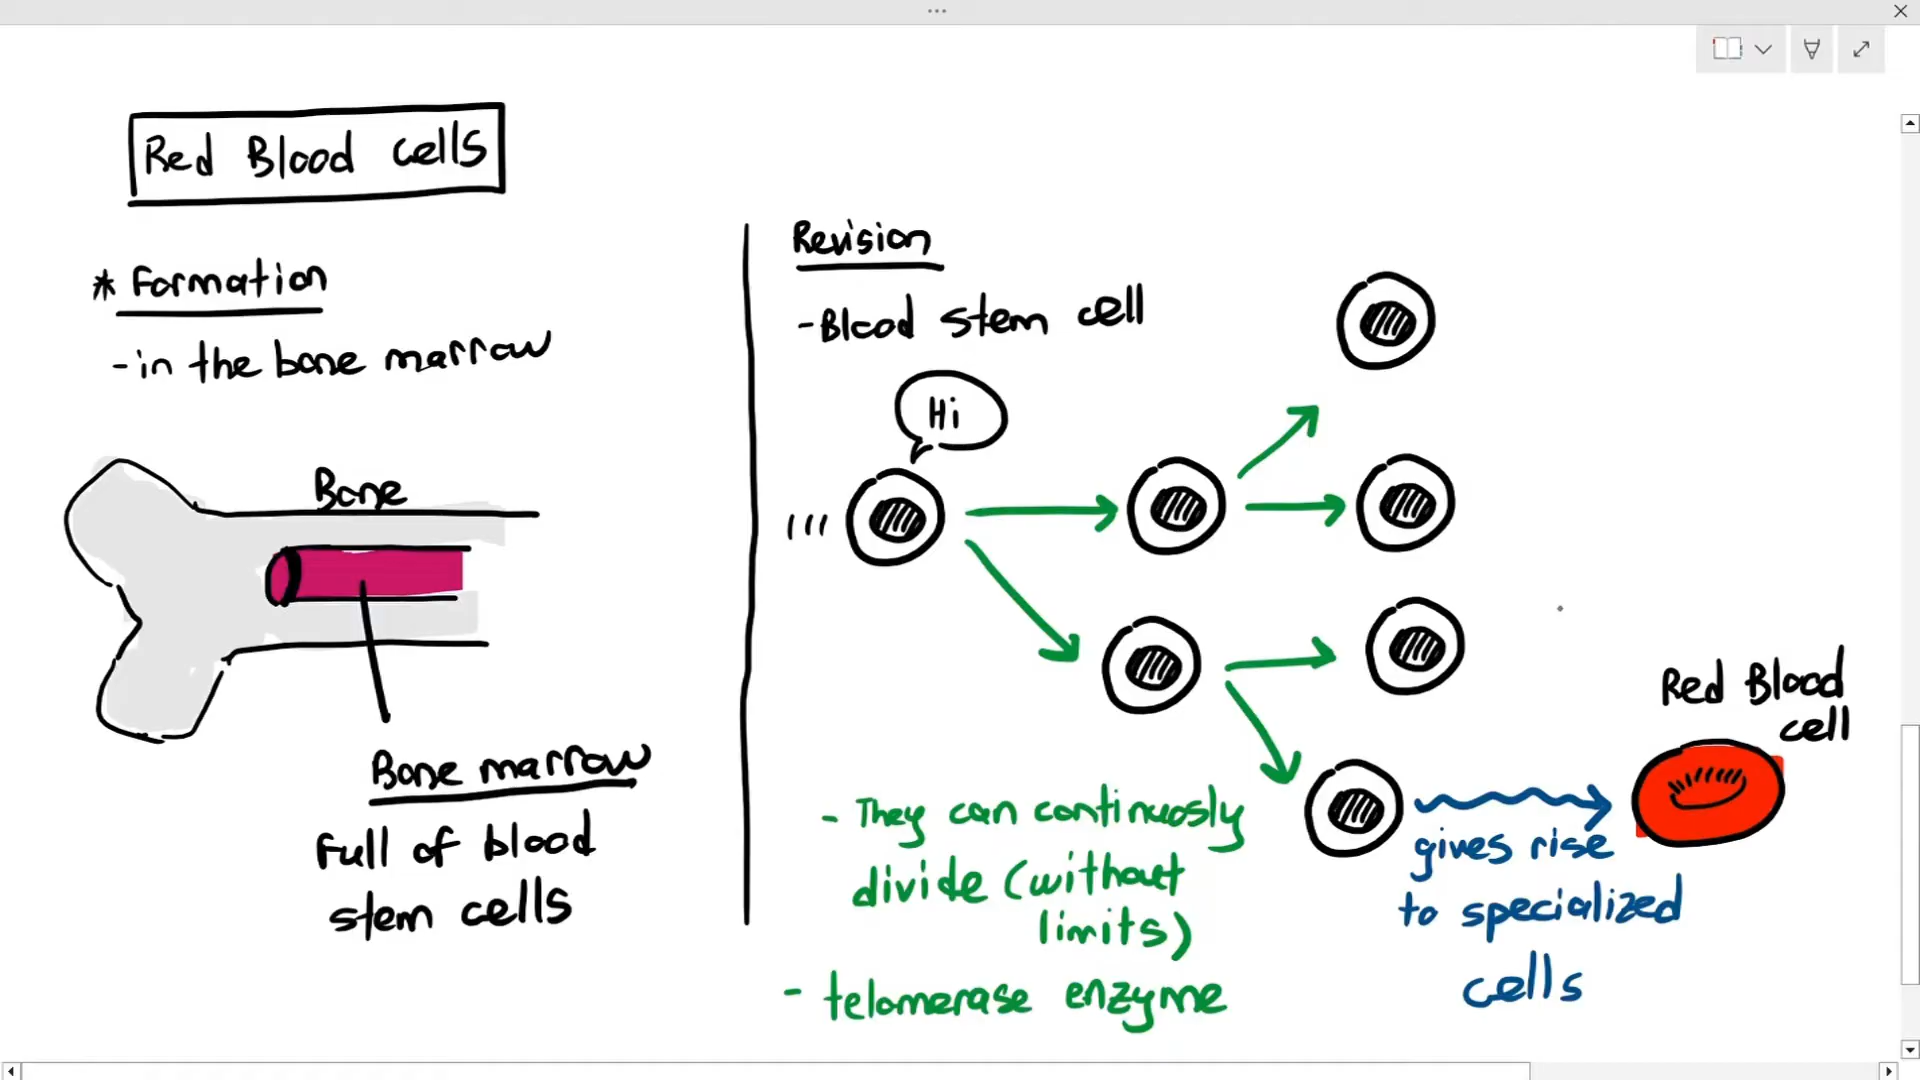 Red Blood cells
* Formation
- in the bone marrow
Bone
Bone marrow
Full of blood
stem cells
Revision
- Blood stem cell
Hi
- They can continuosly
divide (without
limits)
- telomerase enzyme
Red Blood
cell
gives rise
to specialized
cells